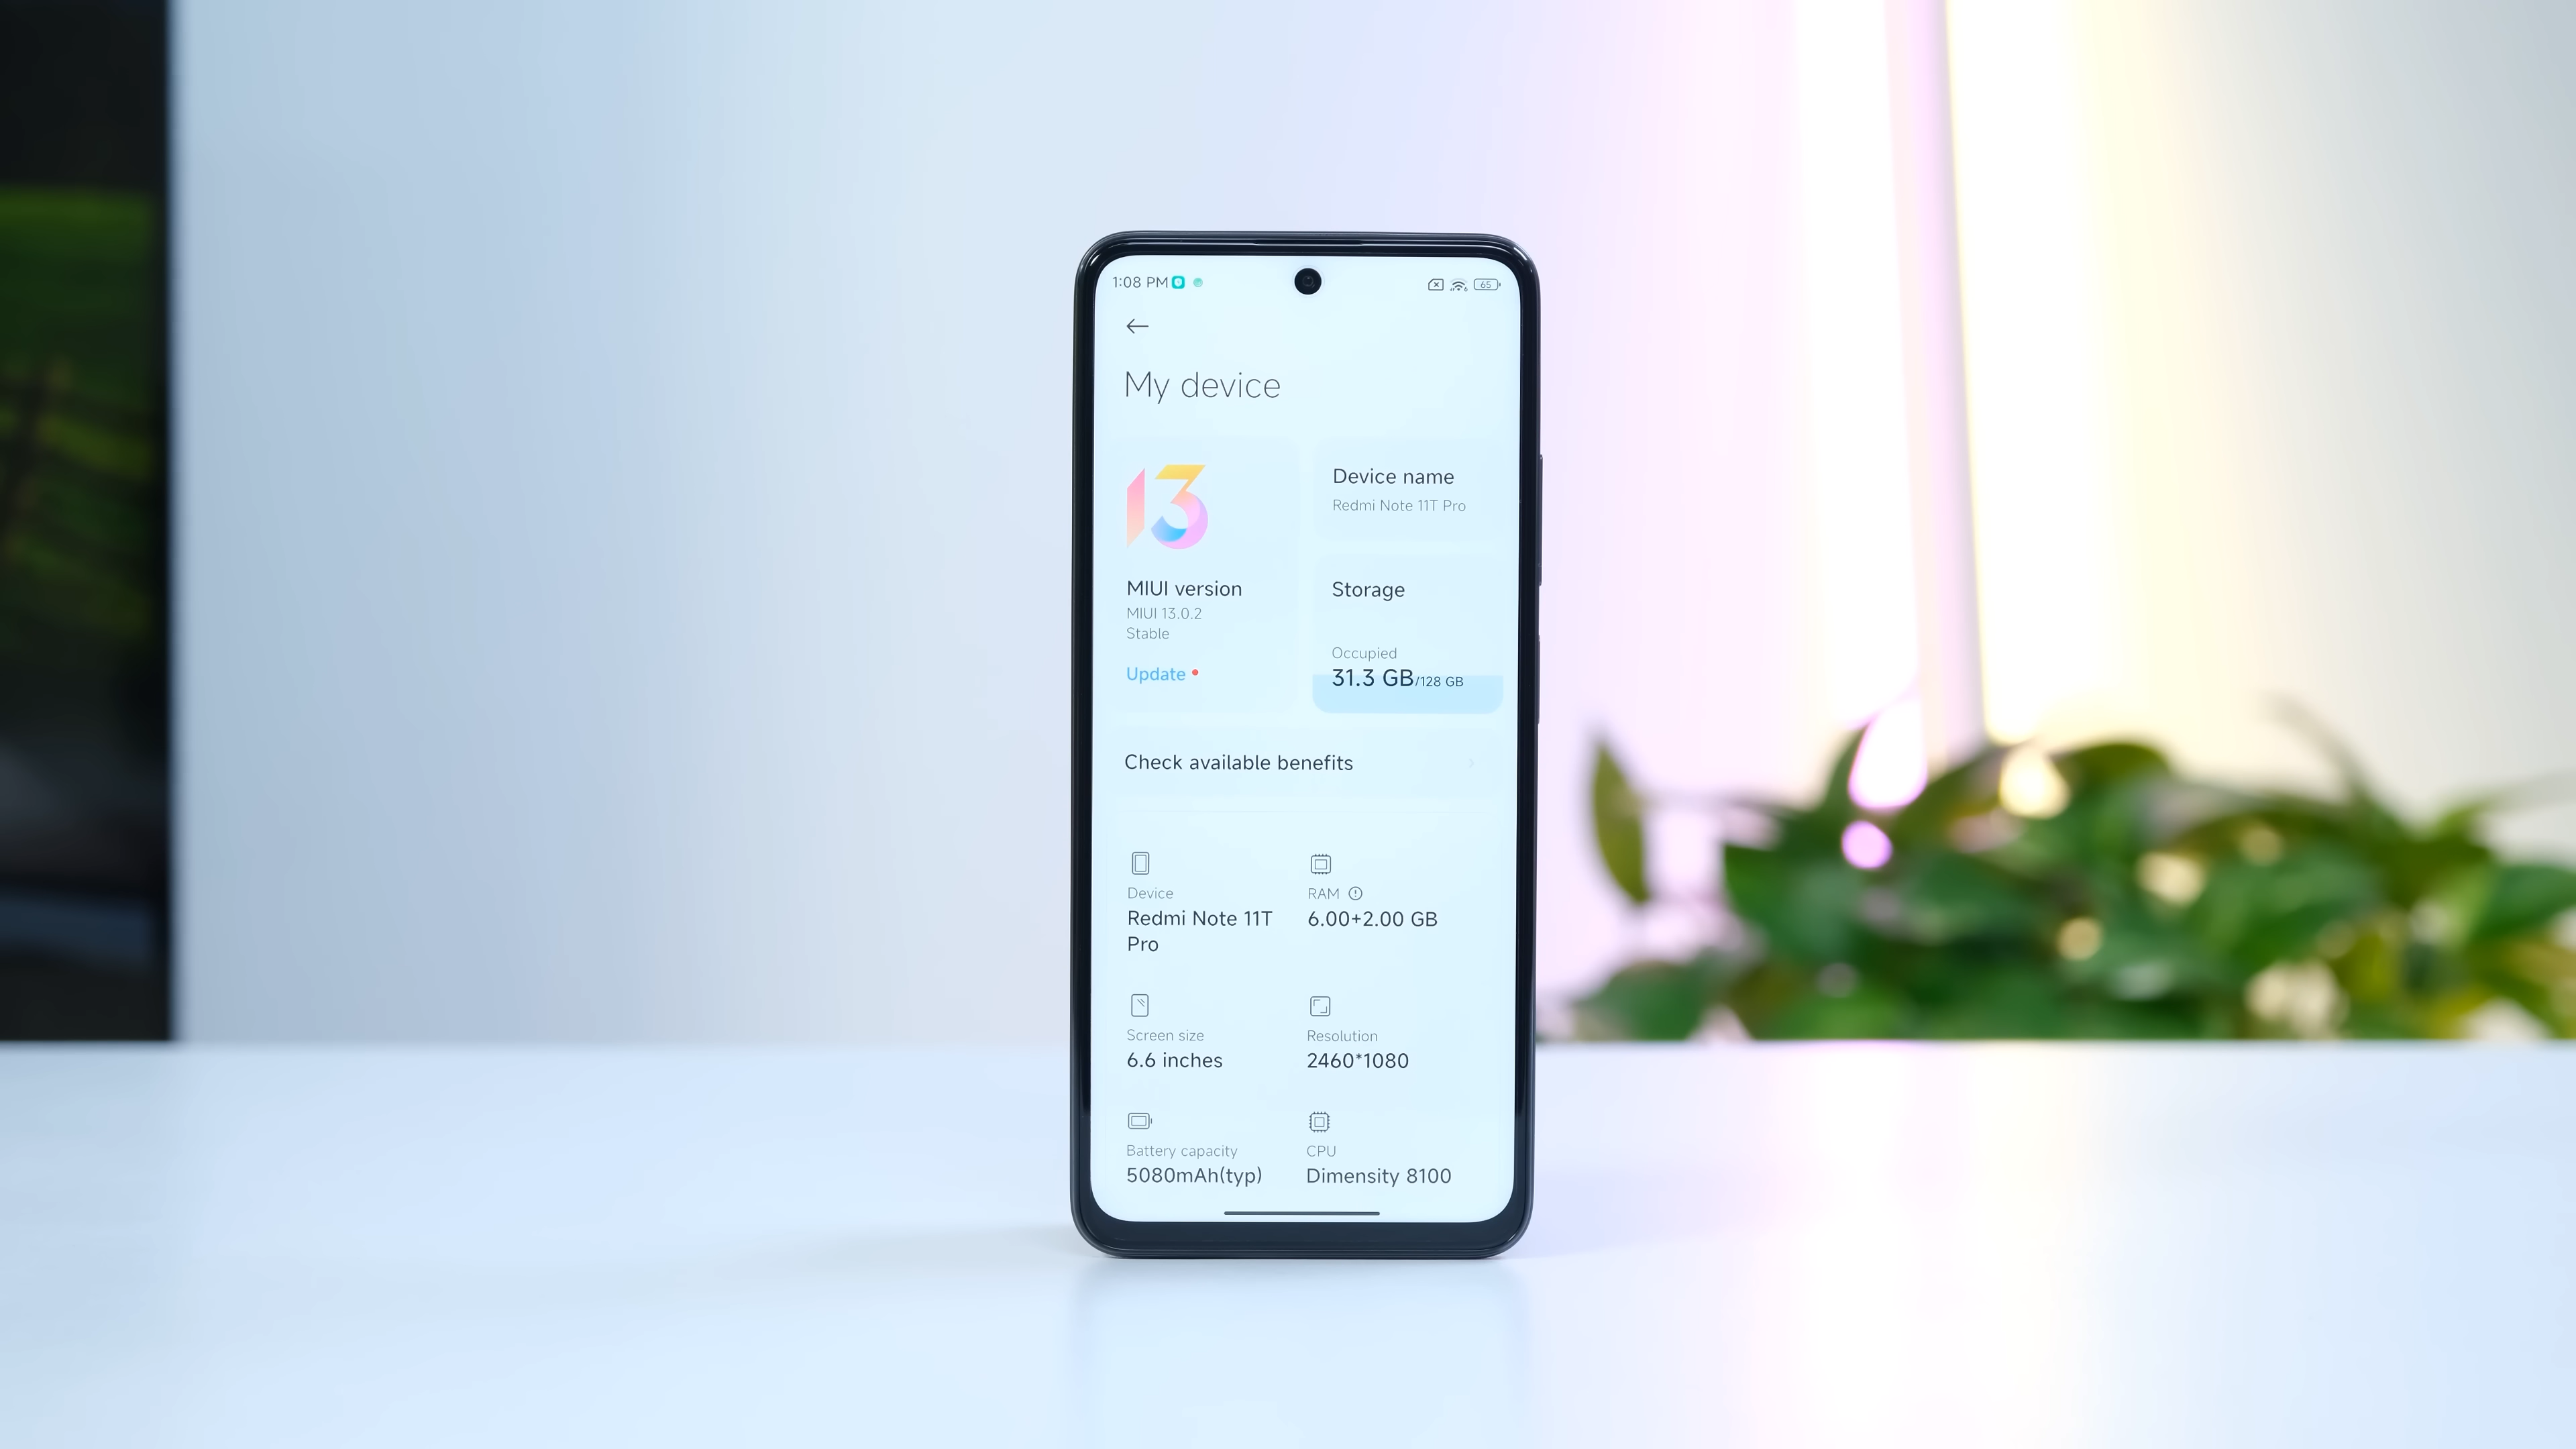 1:08 PM
65
My device
13
MIUI version
MIUI 13.0.2
Stable
Update
Device name
Redmi Note 11T Pro
Storage
Occupied
31.3 GB/128 GB
Check available benefits
Device
Redmi Note 11T
Pro
RAM
6.00+2.00 GB
Screen size
6.6 inches
Resolution
2460*1080
Battery capacity
5080mAh(typ)
CPU
Dimensity 8100